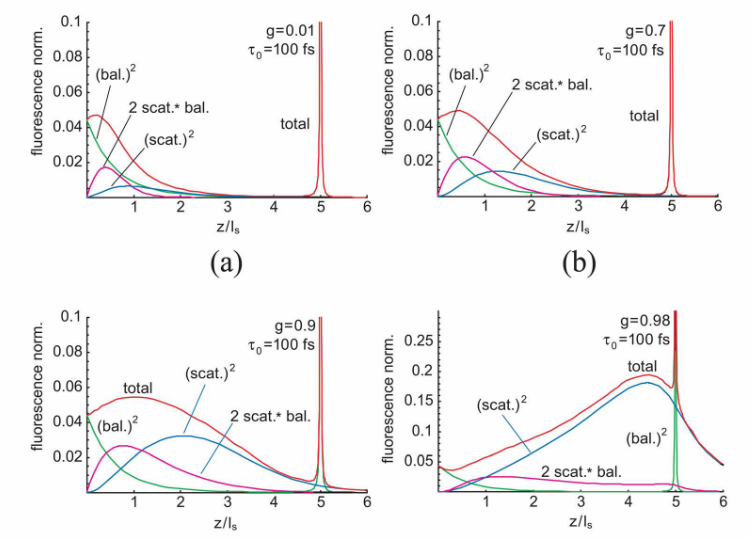 0.1
0.08
0.06
0.04
0.02
fluorescence norm.
g=0.01
τ₀=100 fs
(bal.)²
2 scat.* bal.
(scat.)²
total
1 2 3 4 5 6
z/lₛ
(a)
0.1
0.08
0.06
0.04
0.02
fluorescence norm.
g=0.7
τ₀=100 fs
(bal.)²
2 scat.* bal.
(scat.)²
total
1 2 3 4 5 6
z/lₛ
(b)
0.1
0.08
0.06
0.04
0.02
fluorescence norm.
g=0.9
τ₀=100 fs
total
(scat.)²
(bal.)²
2 scat.* bal.
1 2 3 4 5 6
z/lₛ
0.25
0.2
0.15
0.1
0.05
fluorescence norm.
g=0.98
τ₀=100 fs
total
(scat.)²
(bal.)²
2 scat.* bal.
1 2 3 4 5 6
z/lₛ